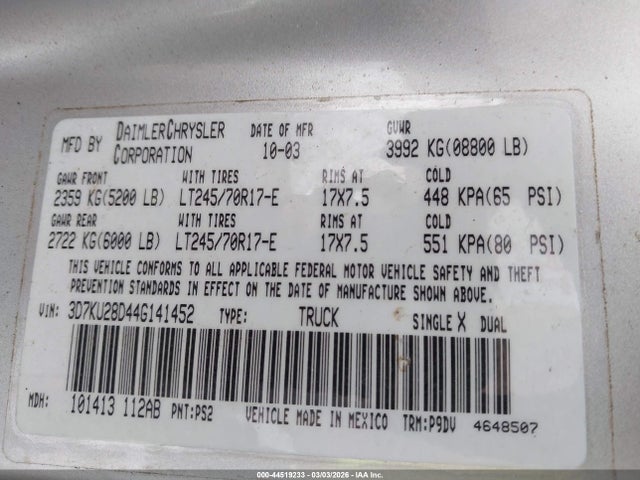 MFD BY DAIMLERCHRYSLER CORPORATION DATE OF MFR 10-03 GVWR 3992 KG(08800 LB)
GAWR FRONT WITH TIRES RIMS AT COLD
2359 KG(5200 LB) LT245/70R17-E 17X7.5 448 KPA(65 PSI)
GAWR REAR WITH TIRES RIMS AT COLD
2722 KG(6000 LB) LT245/70R17-E 17X7.5 551 KPA(80 PSI)
THIS VEHICLE CONFORMS TO ALL APPLICABLE FEDERAL MOTOR VEHICLE SAFETY AND THEFT
PREVENTION STANDARDS IN EFFECT ON THE DATE OF MANUFACTURE SHOWN ABOVE.
VIN: 3D7KU28D44G141452 TYPE: TRUCK SINGLE X DUAL
MDH: 101413 112AB PNT:PS2 VEHICLE MADE IN MEXICO TRM:P9DV 4648507
000-44519233 - 03/03/2026 - IAA, Inc.